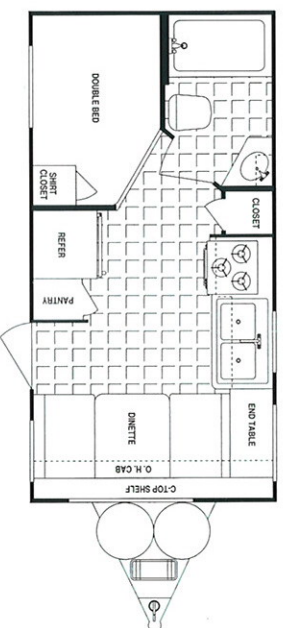 DOUBLE BED
SHIRT
CLOSET
CLOSET
REFER
PANTRY
DINETTE
END TABLE
O.H. CAB
C-TOP SHELF